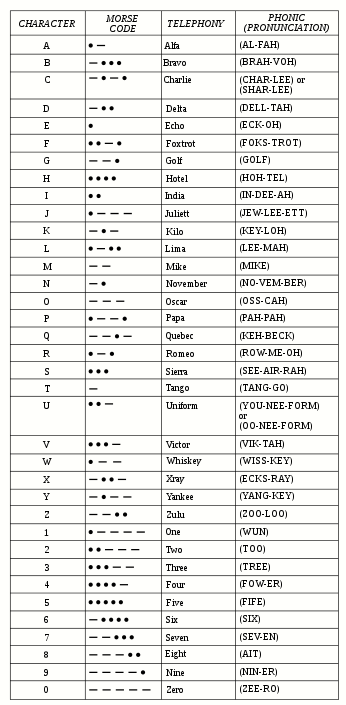 CHARACTER MORSE CODE TELEPHONY PHONIC (PRONUNCIATION)
A ● — Alfa (AL-FAH)
B — ● ● ● Bravo (BRAH-VOH)
C — ● — ● Charlie (CHAR-LEE) or
(SHAR-LEE)
D — ● ● Delta (DELL-TAH)
E ● Echo (ECK-OH)
F ● ● — ● Foxtrot (FOKS-TROT)
G — — ● Golf (GOLF)
H ● ● ● ● Hotel (HOH-TEL)
I ● ● India (IN-DEE-AH)
J ● — — — Juliett (JEW-LEE-ETT)
K — ● — Kilo (KEY-LOH)
L ● — ● ● Lima (LEE-MAH)
M — — Mike (MIKE)
N — ● November (NO-VEM-BER)
O — — — Oscar (OSS-CAH)
P ● — — ● Papa (PAH-PAH)
Q — — ● — Quebec (KEH-BECK)
R ● — ● Romeo (ROW-ME-OH)
S ● ● ● Sierra (SEE-AIR-RAH)
T — Tango (TANG-GO)
U ● ● — Uniform (YOU-NEE-FORM)
or
(OO-NEE-FORM)
V ● ● ● — Victor (VIK-TAH)
W ● — — Whiskey (WISS-KEY)
X — ● ● — Xray (ECKS-RAY)
Y — ● — — Yankee (YANG-KEY)
Z — — ● ● Zulu (ZOO-LOO)
1 ● — — — — One (WUN)
2 ● ● — — — Two (TOO)
3 ● ● ● — — Three (TREE)
4 ● ● ● ● — Four (FOW-ER)
5 ● ● ● ● ● Five (FIFE)
6 — ● ● ● ● Six (SIX)
7 — — ● ● ● Seven (SEV-EN)
8 — — — ● ● Eight (AIT)
9 — — — — ● Nine (NIN-ER)
0 — — — — — Zero (ZEE-RO)